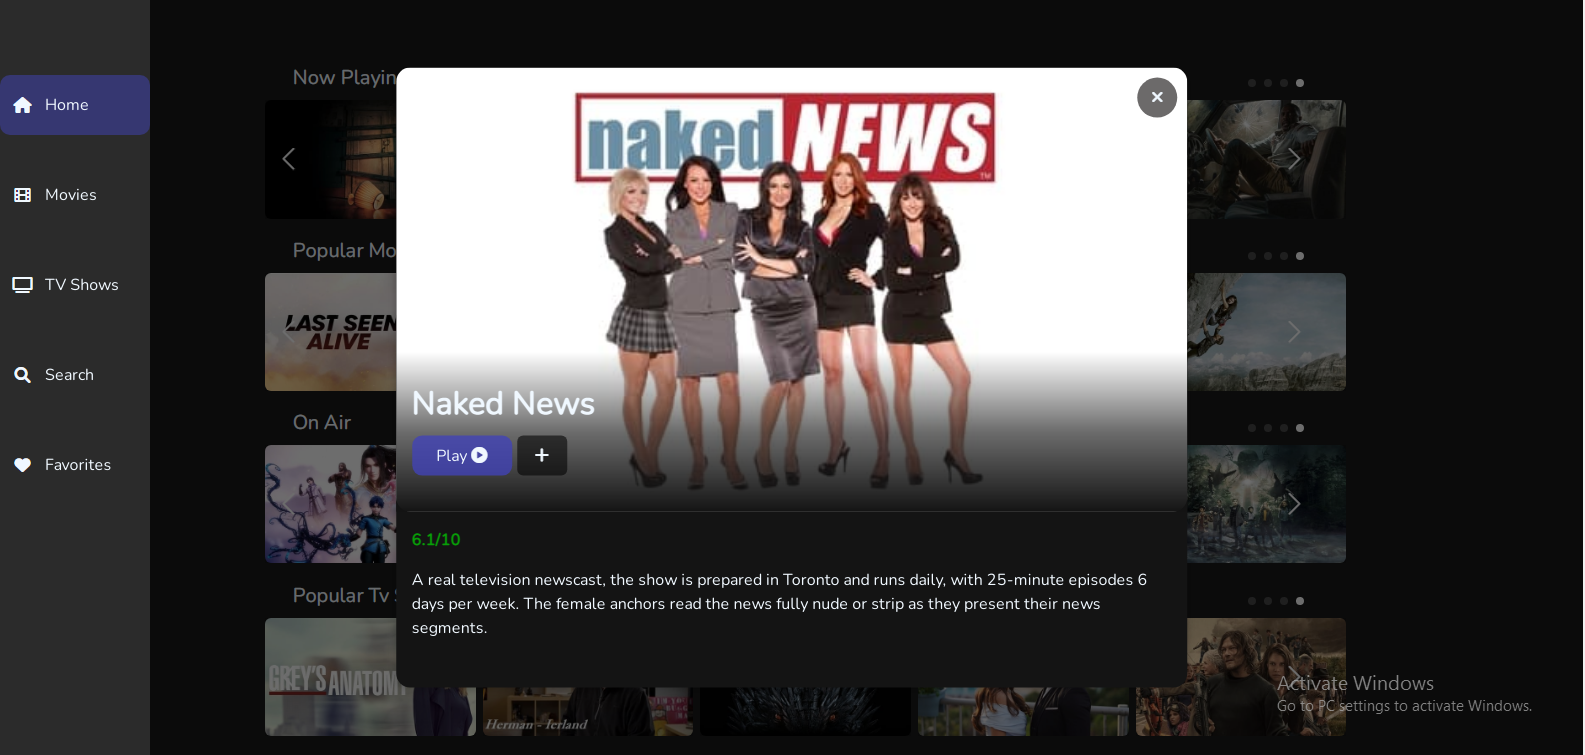 Home
Movies
TV Shows
Search
Favorites
Now Playin
Popular Mo
LAST SEEN
ALIVE
On Air
Popular Tv
GREY'S ANATOM
Herman - Ierland
naked NEWS
TM
Naked News
Play
6.1/10
A real television newscast, the show is prepared in Toronto and runs daily, with 25-minute episodes 6
days per week. The female anchors read the news fully nude or strip as they present their news
segments.
Activate Windows
Go to PC settings to activate Windows.